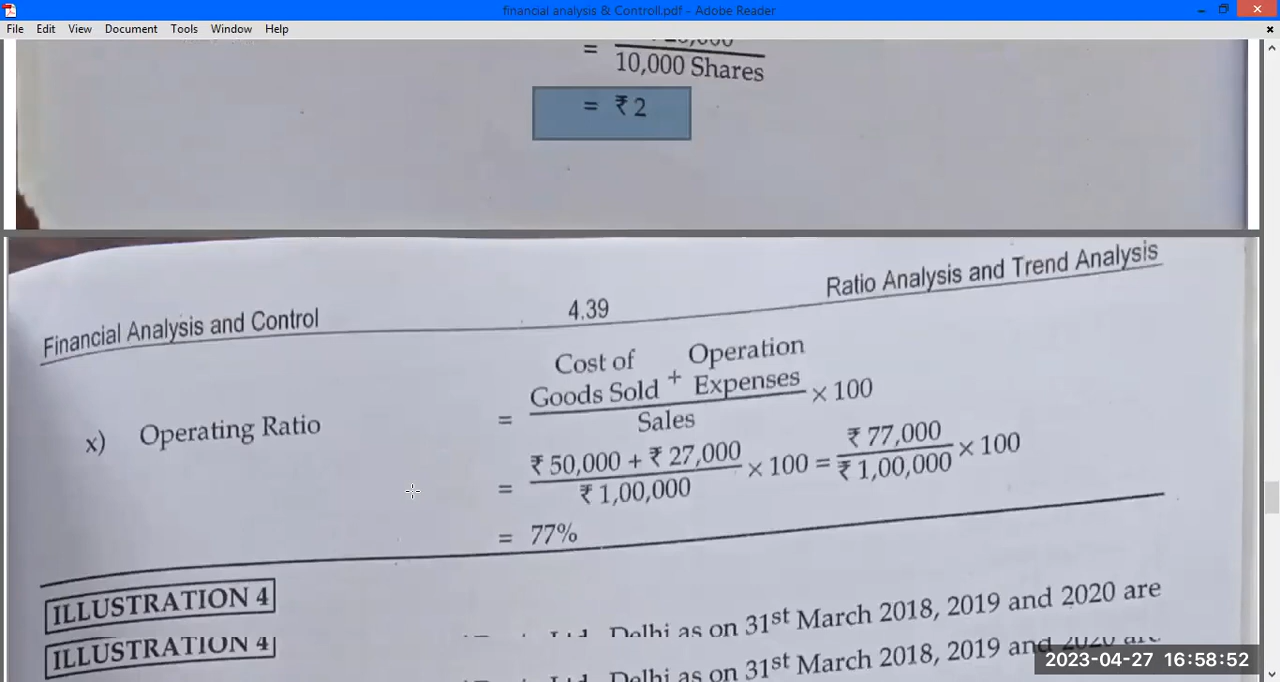 financial analysis & Controll.pdf - Adobe Reader
File Edit View Document Tools Window Help
=
10,000 Shares
= ₹ 2
Financial Analysis and Control 4.39 Ratio Analysis and Trend Analysis
Cost of Operation
Goods Sold + Expenses
x) Operating Ratio = × 100
Sales
= ₹ 50,000 + ₹ 27,000 × 100 = ₹ 77,000 × 100
₹ 1,00,000 ₹ 1,00,000
= 77%
ILLUSTRATION 4
Ltd. Delhi as on 31st March 2018, 2019 and 2020 are
ILLUSTRATION 4
Delhi as on 31st March 2018, 2019 and 2020 are
2023-04-27 16:58:52